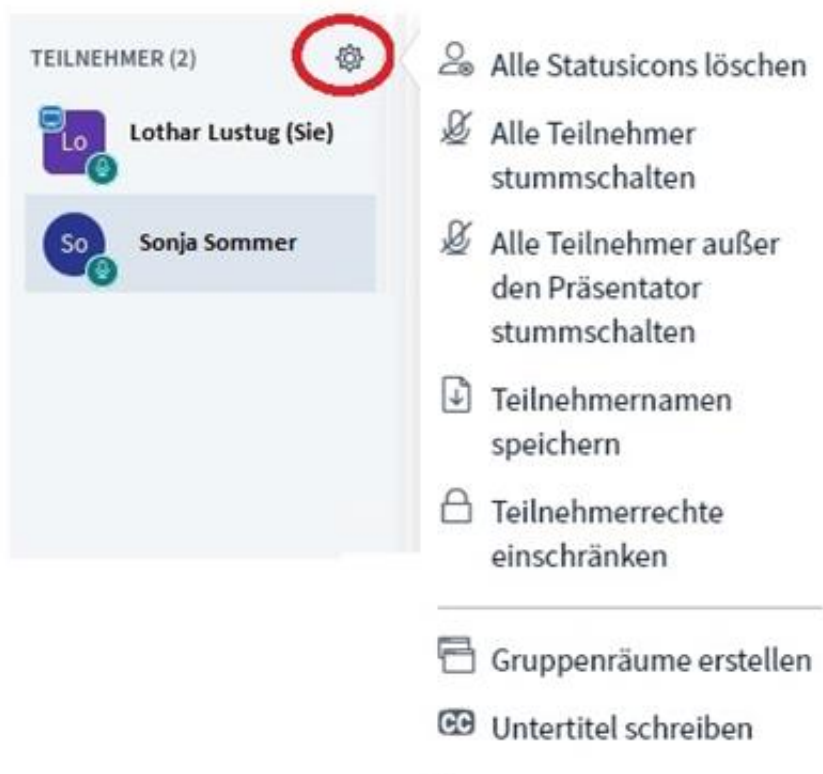 TEILNEHMER (2)
Lo
Lothar Lustug (Sie)
So
Sonja Sommer
Alle Statusicons löschen
Alle Teilnehmer
stummschalten
Alle Teilnehmer außer
den Präsentator
stummschalten
Teilnehmernamen
speichern
Teilnehmerrechte
einschränken
Gruppenräume erstellen
CC Untertitel schreiben